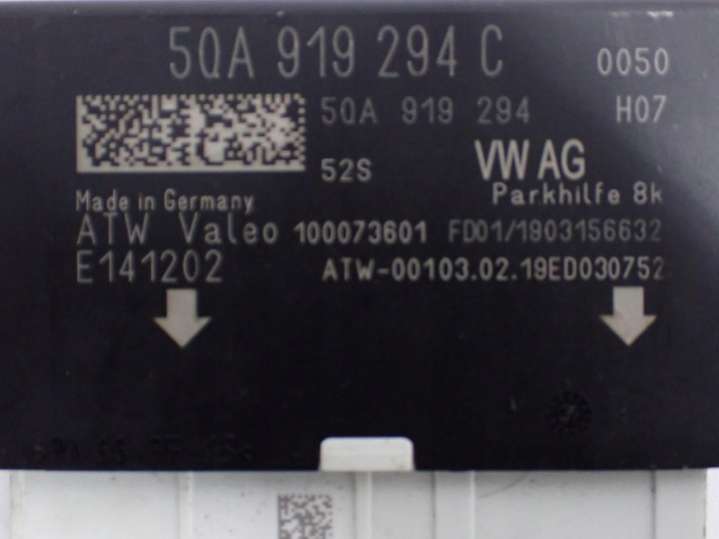 5QA 919 294 C 0050
5QA 919 294 H07
52S VW AG
Made in Germany Parkhilfe 8k
ATW Valeo 100073601 FD01/1903156632
E141202 ATW-00103.02.19ED030752